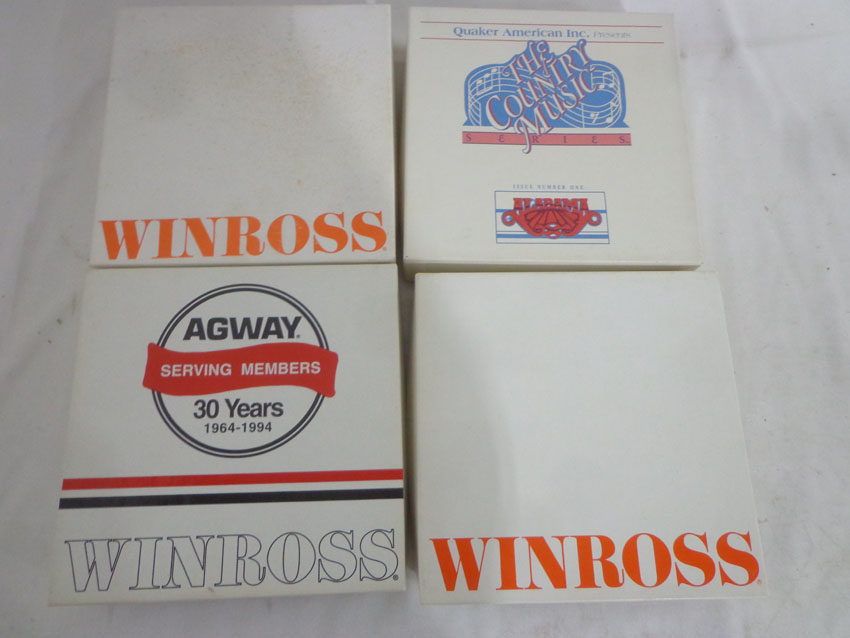 WINROSS®
Quaker American Inc. Presents
THE
COUNTRY
MUSIC
SERIES
ISSUE NUMBER ONE
ALABAMA
AGWAY®
SERVING MEMBERS
30 Years
1964-1994
WINROSS®
WINROSS®